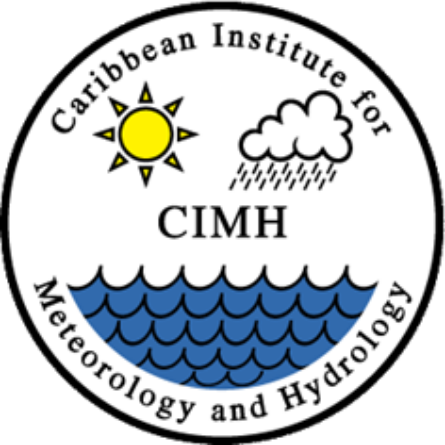 Caribbean Institute for
CIMH
Meteorology and Hydrology